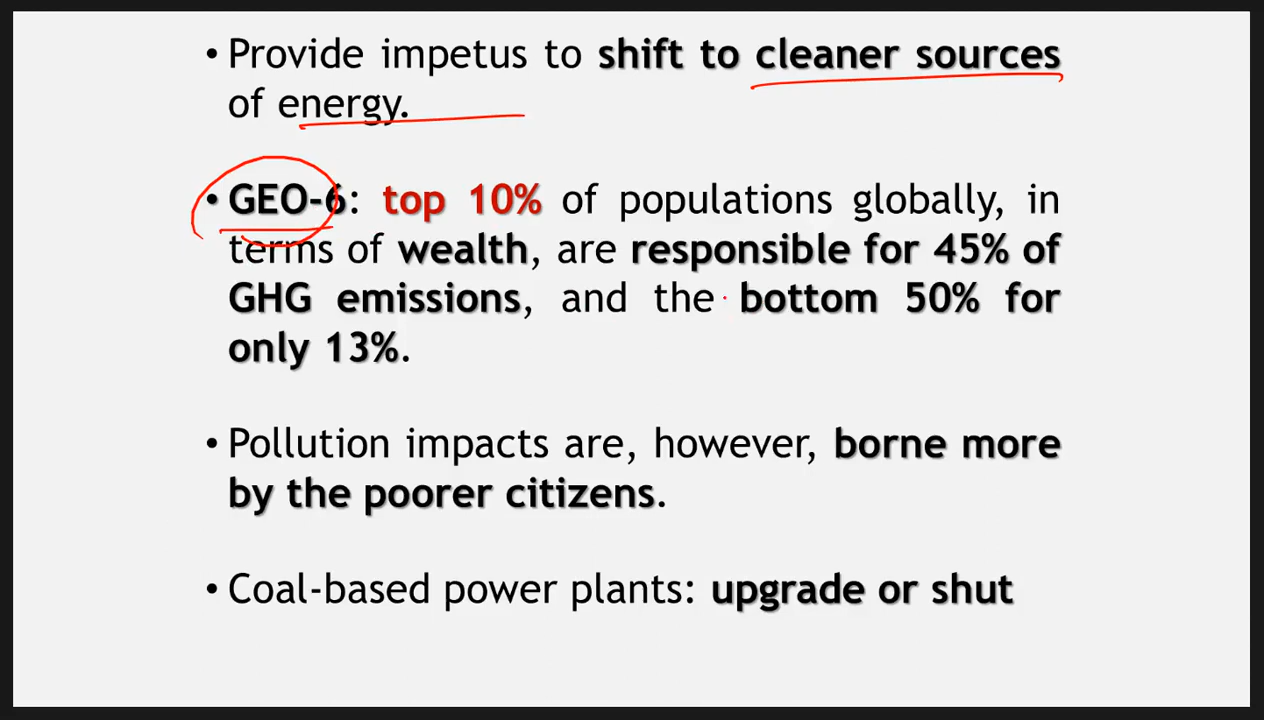 • Provide impetus to shift to cleaner sources
of energy.
• GEO-6: top 10% of populations globally, in
terms of wealth, are responsible for 45% of
GHG emissions, and the bottom 50% for
only 13%.
• Pollution impacts are, however, borne more
by the poorer citizens.
• Coal-based power plants: upgrade or shut